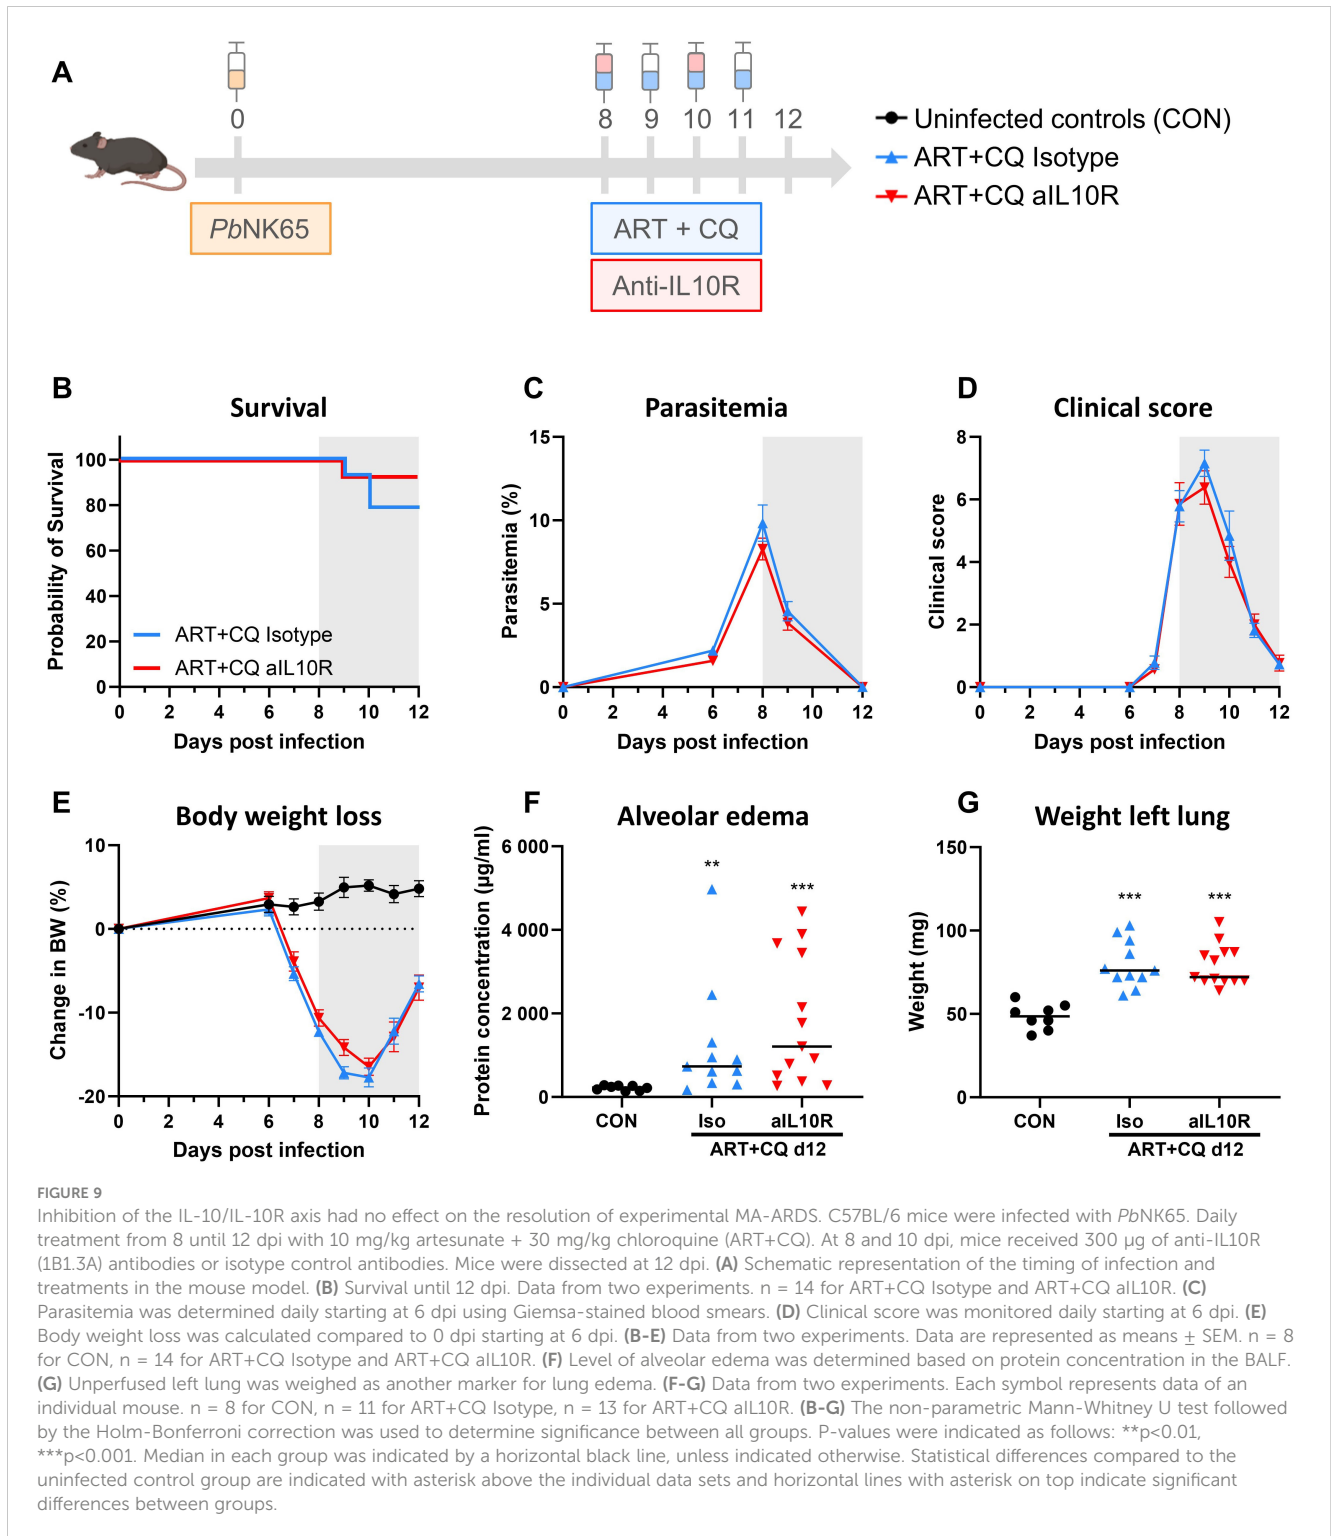 A
0
8 9 10 11 12
PbNK65
ART + CQ
Anti-IL10R
Uninfected controls (CON)
ART+CQ Isotype
ART+CQ aIL10R
B
Survival
Probability of Survival
100
80
60
40
20
0
ART+CQ Isotype
ART+CQ aIL10R
0 2 4 6 8 10 12
Days post infection
C
Parasitemia
Parasitemia (%)
15
10
5
0
0 2 4 6 8 10 12
Days post infection
D
Clinical score
Clinical score
8
6
4
2
0
0 2 4 6 8 10 12
Days post infection
E
Body weight loss
Change in BW (%)
10
0
-10
-20
0 2 4 6 8 10 12
Days post infection
F
Alveolar edema
Protein concentration (µg/ml)
6 000
4 000
2 000
0
**
***
CON Iso aIL10R
ART+CQ d12
G
Weight left lung
Weight (mg)
150
100
50
0
***
***
CON Iso aIL10R
ART+CQ d12
FIGURE 9
Inhibition of the IL-10/IL-10R axis had no effect on the resolution of experimental MA-ARDS. C57BL/6 mice were infected with PbNK65. Daily
treatment from 8 until 12 dpi with 10 mg/kg artesunate + 30 mg/kg chloroquine (ART+CQ). At 8 and 10 dpi, mice received 300 µg of anti-IL10R
(1B1.3A) antibodies or isotype control antibodies. Mice were dissected at 12 dpi. (A) Schematic representation of the timing of infection and
treatments in the mouse model. (B) Survival until 12 dpi. Data from two experiments. n = 14 for ART+CQ Isotype and ART+CQ aIL10R. (C)
Parasitemia was determined daily starting at 6 dpi using Giemsa-stained blood smears. (D) Clinical score was monitored daily starting at 6 dpi. (E)
Body weight loss was calculated compared to 0 dpi starting at 6 dpi. (B-E) Data from two experiments. Data are represented as means ± SEM. n = 8
for CON, n = 14 for ART+CQ Isotype and ART+CQ aIL10R. (F) Level of alveolar edema was determined based on protein concentration in the BALF.
(G) Unperfused left lung was weighed as another marker for lung edema. (F-G) Data from two experiments. Each symbol represents data of an
individual mouse. n = 8 for CON, n = 11 for ART+CQ Isotype, n = 13 for ART+CQ aIL10R. (B-G) The non-parametric Mann-Whitney U test followed
by the Holm-Bonferroni correction was used to determine significance between all groups. P-values were indicated as follows: **p<0.01,
***p<0.001. Median in each group was indicated by a horizontal black line, unless indicated otherwise. Statistical differences compared to the
uninfected control group are indicated with asterisk above the individual data sets and horizontal lines with asterisk on top indicate significant
differences between groups.